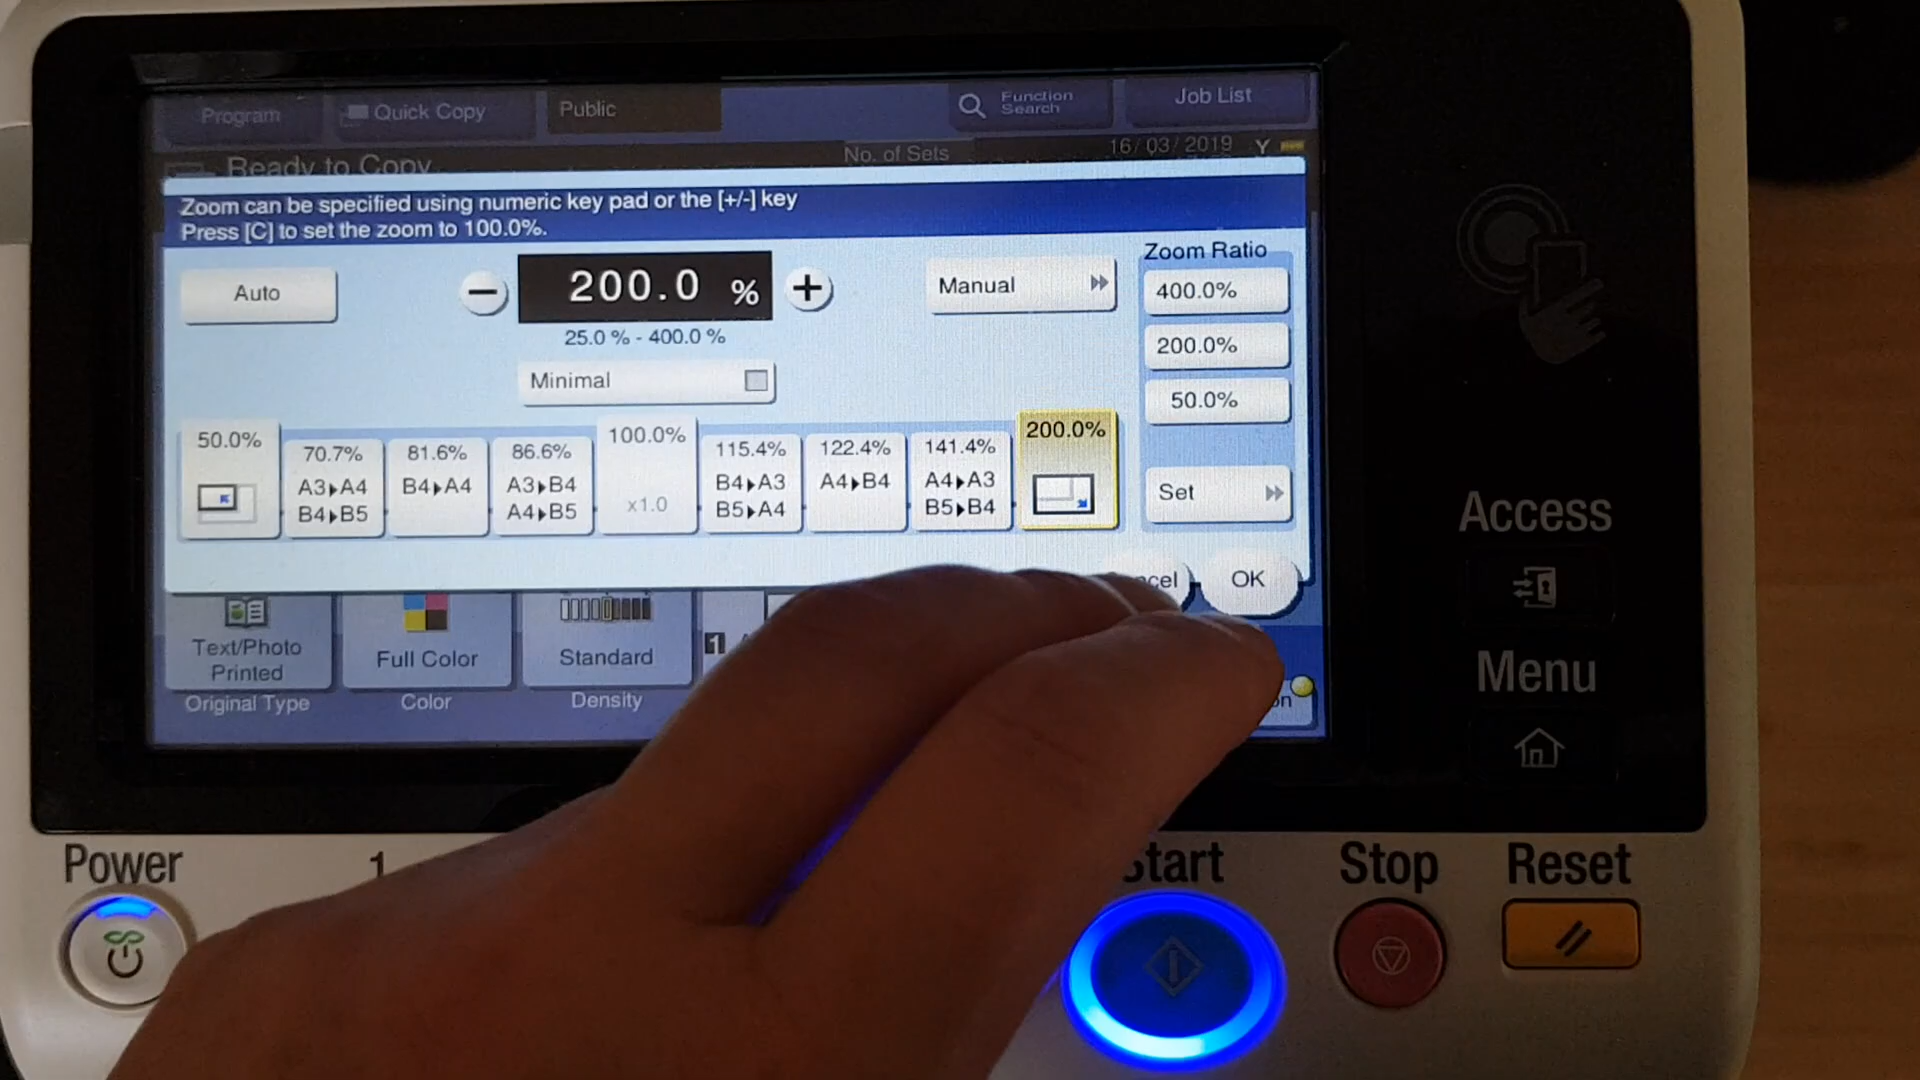 Program
Quick Copy
Public
Function
Search
Job List
Ready to Copy
No. of Sets
16/03/2019
Y
Zoom can be specified using numeric key pad or the [+/-] key
Press [C] to set the zoom to 100.0%.
Auto
−
200.0 %
+
25.0 % - 400.0 %
Minimal
Manual
Zoom Ratio
400.0%
200.0%
50.0%
Set
50.0%
70.7%
A3▸A4
B4▸B5
81.6%
B4▸A4
86.6%
A3▸B4
A4▸B5
100.0%
x1.0
115.4%
B4▸A3
B5▸A4
122.4%
A4▸B4
141.4%
A4▸A3
B5▸B4
200.0%
OK
Text/Photo
Printed
Original Type
Full Color
Color
Standard
Density
1
Access
Menu
Power
1
Start
Stop
Reset